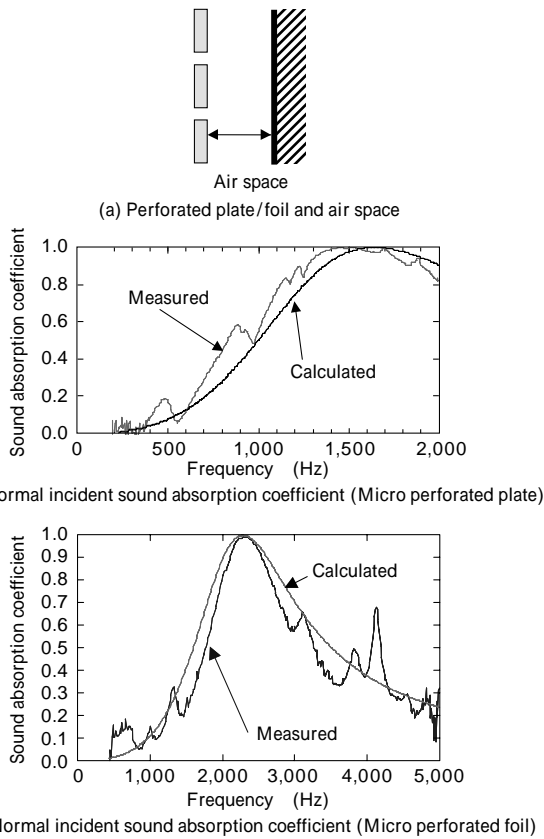 Air space
(a) Perforated plate/foil and air space
Sound absorption coefficient
1.0
0.8
0.6
0.4
0.2
0.0
Measured
Calculated
0 500 1,000 1,500 2,000
Frequency (Hz)
ormal incident sound absorption coefficient (Micro perforated plate)
Sound absorption coefficient
1.0
0.9
0.8
0.7
0.6
0.5
0.4
0.3
0.2
0.1
0.0
Calculated
Measured
0 1,000 2,000 3,000 4,000 5,000
Frequency (Hz)
ormal incident sound absorption coefficient (Micro perforated foil)